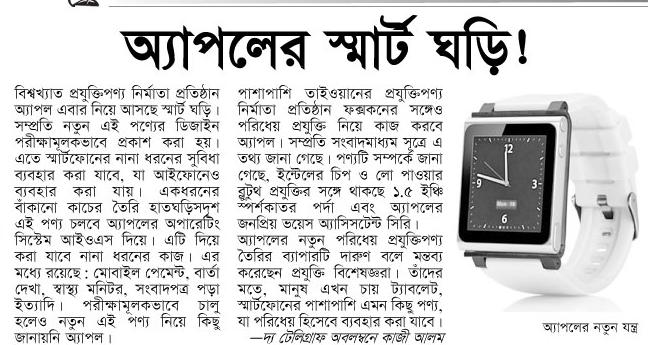 অ্যাপলের স্মার্ট ঘড়ি!
বিশ্বখ্যাত প্রযুক্তিপণ্য নির্মাতা প্রতিষ্ঠান
অ্যাপল এবার নিয়ে আসছে স্মার্ট ঘড়ি।
সম্প্রতি নতুন এই পণ্যের ডিজাইন
পরীক্ষামূলকভাবে প্রকাশ করা হয়।
এতে স্মার্টফোনের নানা ধরনের সুবিধা
ব্যবহার করা যাবে, যা আইফোনেও
ব্যবহার করা যায়। একধরনের
বাঁকানো কাচের তৈরি হাতঘড়িসদৃশ
এই পণ্য চলবে অ্যাপলের অপারেটিং
সিস্টেম আইওএস দিয়ে। এটি দিয়ে
করা যাবে নানা ধরনের কাজ। এর
মধ্যে রয়েছে : মোবাইল পেমেন্ট, বার্তা
দেখা, স্বাস্থ্য মনিটর, সংবাদপত্র পড়া
ইত্যাদি। পরীক্ষামূলকভাবে চালু
হলেও নতুন এই পণ্য নিয়ে কিছু
জানায়নি অ্যাপল।
পাশাপাশি তাইওয়ানের প্রযুক্তিপণ্য
নির্মাতা প্রতিষ্ঠান ফক্সকনের সঙ্গেও
পরিধেয় প্রযুক্তি নিয়ে কাজ করবে
অ্যাপল। সম্প্রতি সংবাদমাধ্যম সূত্রে এ
তথ্য জানা গেছে। পণ্যটি সম্পর্কে জানা
গেছে, ইন্টেলের চিপ ও লো পাওয়ার
ব্লুটুথ প্রযুক্তির সঙ্গে থাকছে ১.৫ ইঞ্চি
স্পর্শকাতর পর্দা এবং অ্যাপলের
জনপ্রিয় ভয়েস অ্যাসিসটেন্ট সিরি।
অ্যাপলের নতুন পরিধেয় প্রযুক্তিপণ্য
তৈরির ব্যাপারটি দারুণ বলে মন্তব্য
করেছেন প্রযুক্তি বিশেষজ্ঞরা। তাঁদের
মতে, মানুষ এখন চায় ট্যাবলেট,
স্মার্টফোনের পাশাপাশি এমন কিছু পণ্য,
যা পরিধেয় হিসেবে ব্যবহার করা যাবে।
—দ্য টেলিগ্রাফ অবলম্বনে কাজী আলম
12
3
6
9
অ্যাপলের নতুন যন্ত্র